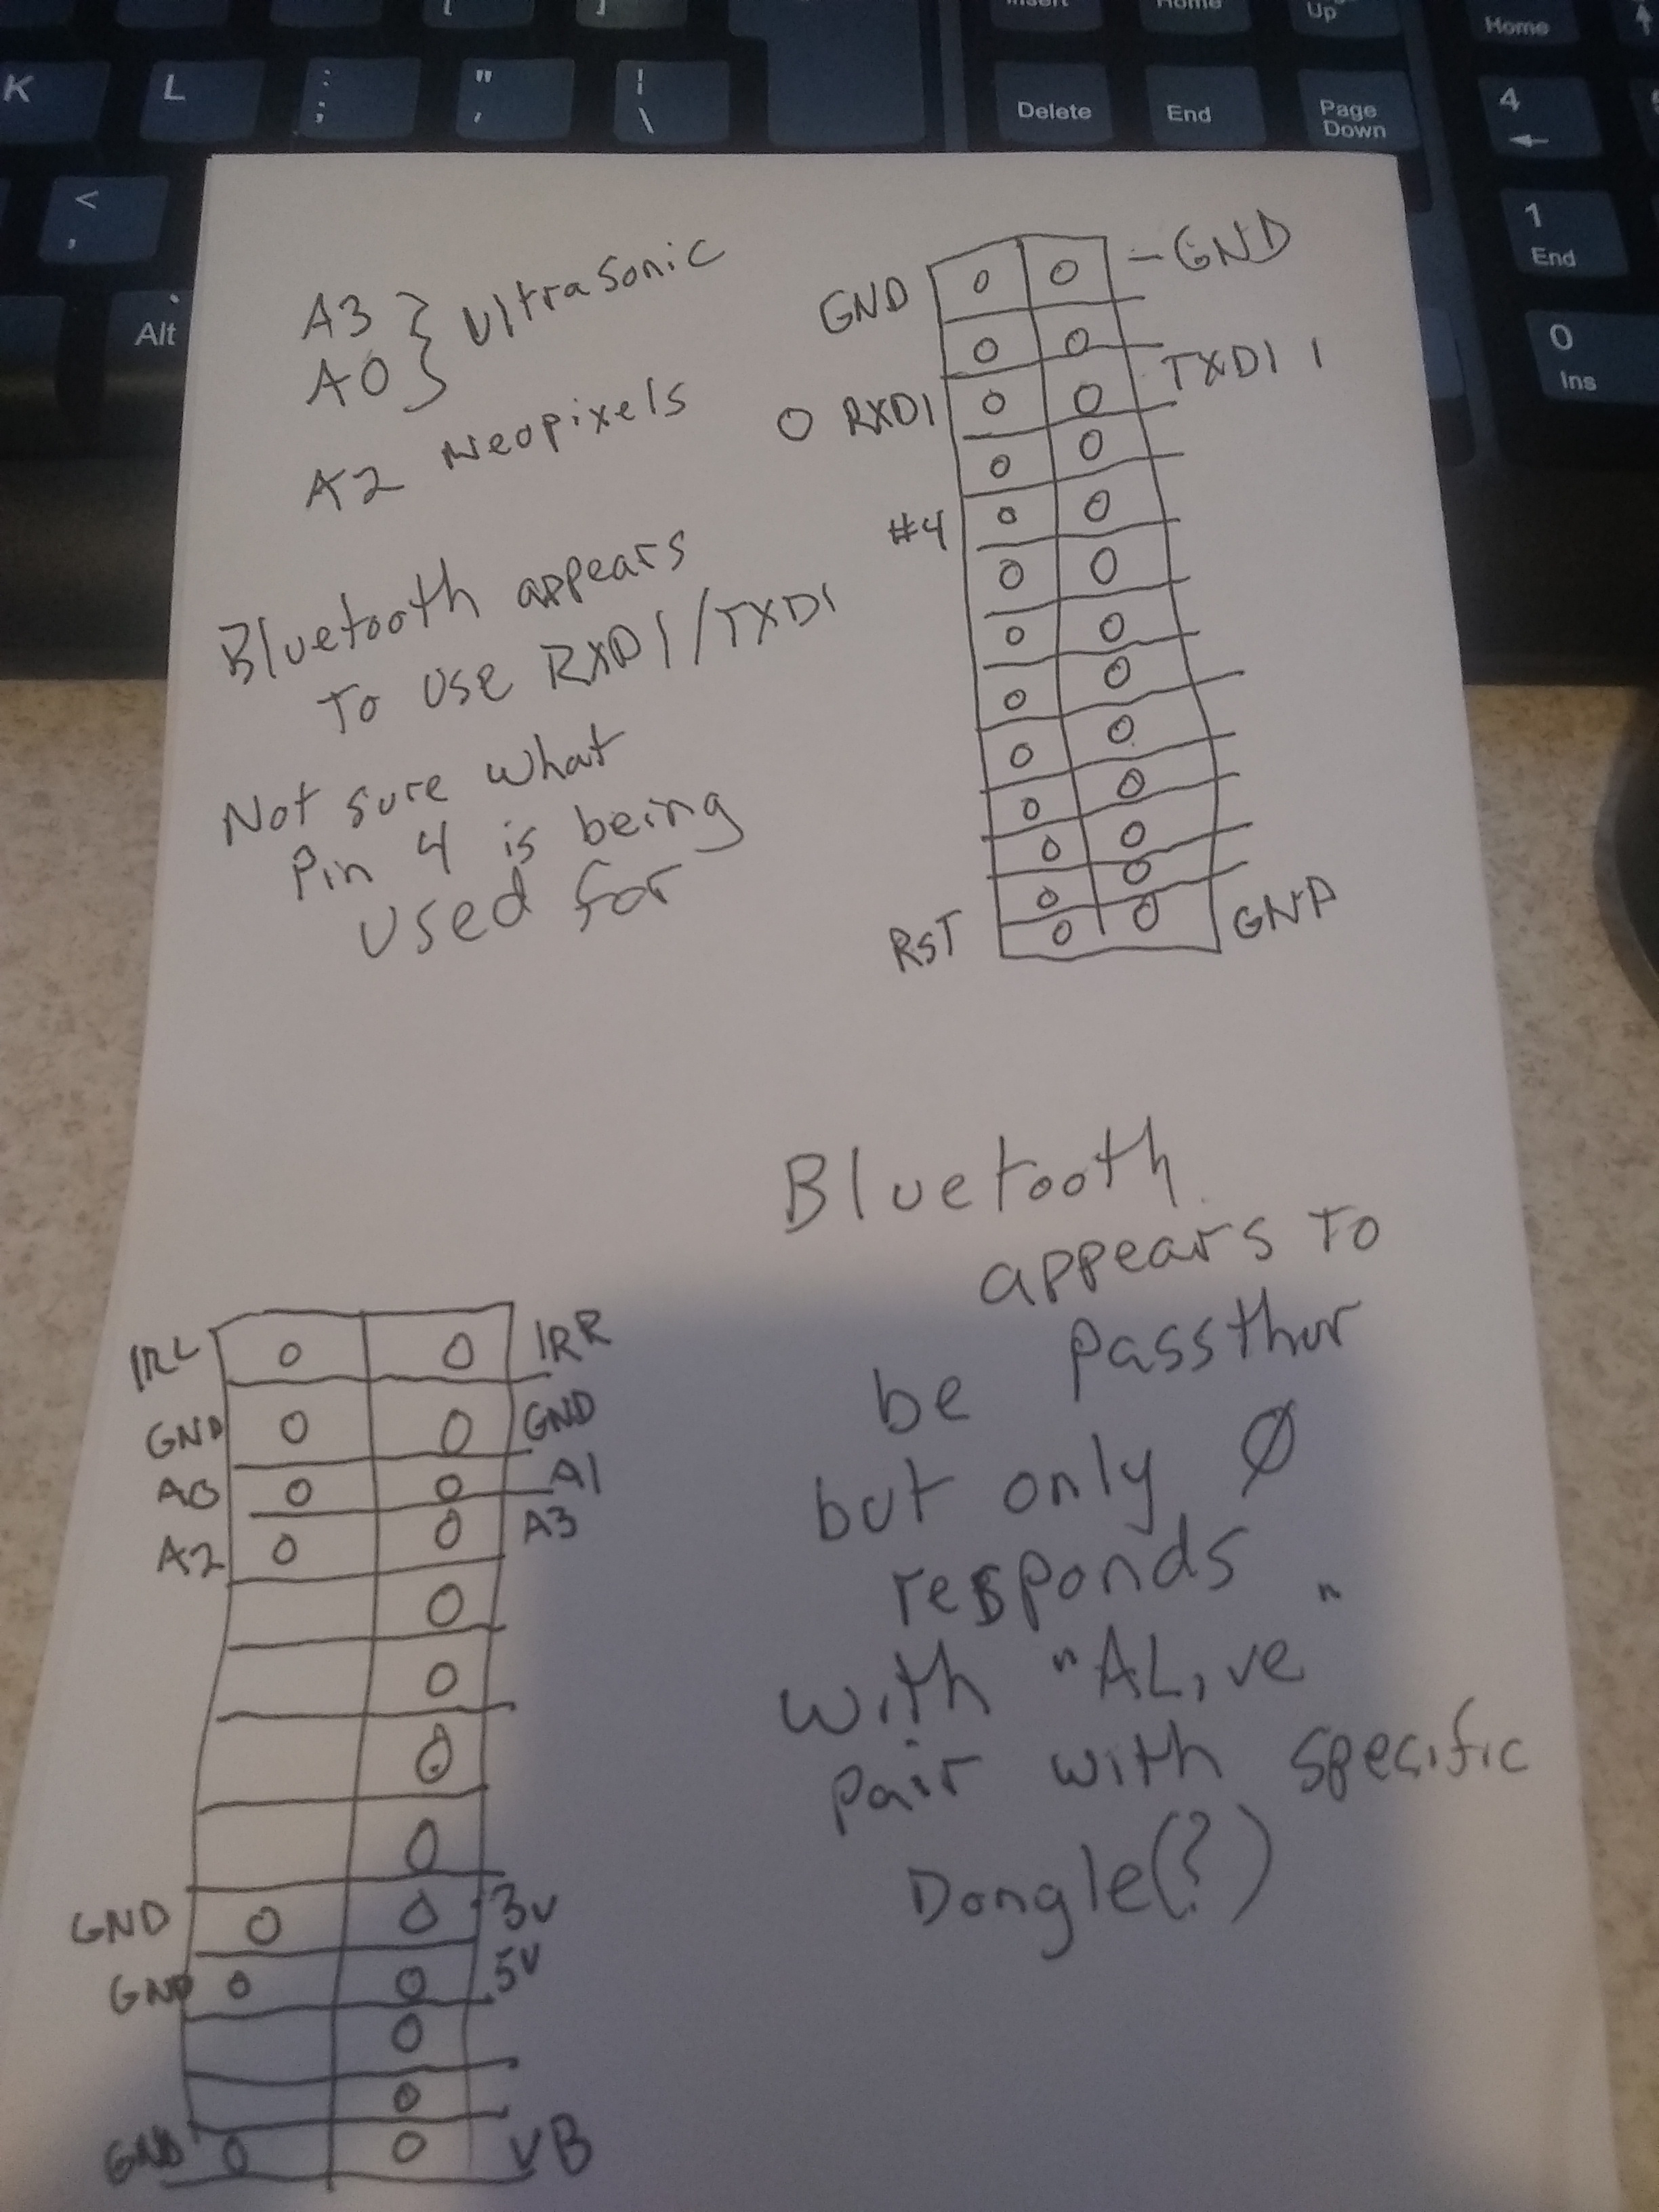 [
]
Insert
Home
Up
Home
K
L
:
;
"
'
¦
\
Delete
End
Page
Down
4
<
,
1
End
Alt
.
0
Ins
A3
A0
} Ultrasonic
A2 Neopixels
Bluetooth appears
To use RXD1/TXD1
Not sure what
Pin 4 is being
used for
GND
- GND
TXD1 1
O RXD1
#4
RST
GND
Bluetooth
appears to
be Passthur
but only Ø
responds
with "ALive"
Pair with specific
Dongle(?)
IRL
IRR
GND
GND
A0
A1
A2
A3
GND
3V
GND
5V
GND
VB